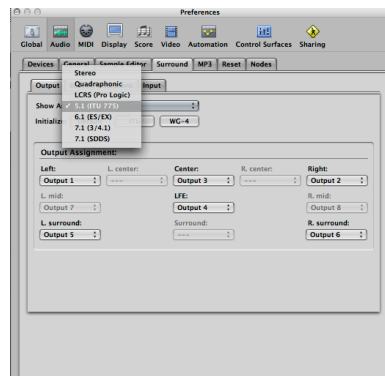 Preferences
Global Audio MIDI Display Score Video Automation Control Surfaces Sharing
Devices General Sample Editor Surround MP3 Reset Nodes
Output Input
Stereo
Quadraphonic
LCRS (Pro Logic)
Show A ✓ 5.1 (ITU 775)
6.1 (ES/EX)
Initialize WG-4
7.1 (3/4.1)
7.1 (SDDS)
Output Assignment:
Left: L. center: Center: R. center: Right:
Output 1 --- Output 3 --- Output 2
L. mid: LFE: R. mid:
Output 7 Output 4 Output 8
L. surround: Surround: R. surround:
Output 5 --- Output 6